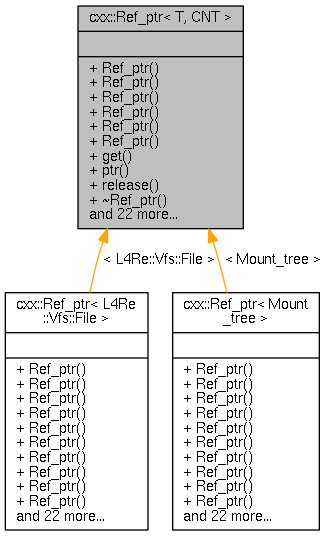 cxx::Ref_ptr< T, CNT >
+ Ref_ptr()
+ Ref_ptr()
+ Ref_ptr()
+ Ref_ptr()
+ Ref_ptr()
+ Ref_ptr()
+ get()
+ ptr()
+ release()
+ ~Ref_ptr()
and 22 more...
< L4Re::Vfs::File >
< Mount_tree >
cxx::Ref_ptr< L4Re
::Vfs::File >
+ Ref_ptr()
+ Ref_ptr()
+ Ref_ptr()
+ Ref_ptr()
+ Ref_ptr()
+ Ref_ptr()
+ Ref_ptr()
+ Ref_ptr()
+ Ref_ptr()
+ Ref_ptr()
and 22 more...
cxx::Ref_ptr< Mount
_tree >
+ Ref_ptr()
+ Ref_ptr()
+ Ref_ptr()
+ Ref_ptr()
+ Ref_ptr()
+ Ref_ptr()
+ Ref_ptr()
+ Ref_ptr()
+ Ref_ptr()
+ Ref_ptr()
and 22 more...